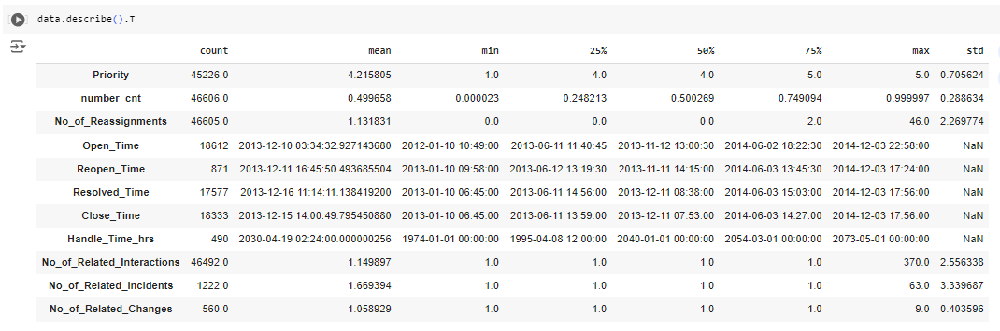 data.describe().T
count mean min 25% 50% 75% max std
Priority 45226.0 4.215805 1.0 4.0 4.0 5.0 5.0 0.705624
number_cnt 46606.0 0.499658 0.000023 0.248213 0.500269 0.749094 0.999997 0.288634
No_of_Reassignments 46605.0 1.131831 0.0 0.0 0.0 2.0 46.0 2.269774
Open_Time 18612 2013-12-10 03:34:32.927143680 2012-01-10 10:49:00 2013-06-11 11:40:45 2013-11-12 13:00:30 2014-06-02 18:22:30 2014-12-03 22:58:00 NaN
Reopen_Time 871 2013-12-11 16:45:50.493685504 2013-01-10 09:58:00 2013-06-12 13:19:30 2013-11-11 14:15:00 2014-06-03 13:45:30 2014-12-03 17:24:00 NaN
Resolved_Time 17577 2013-12-16 11:14:11.138419200 2013-01-10 06:45:00 2013-06-11 14:56:00 2013-12-11 08:38:00 2014-06-03 15:03:00 2014-12-03 17:56:00 NaN
Close_Time 18333 2013-12-15 14:00:49.795450880 2013-01-10 06:45:00 2013-06-11 13:59:00 2013-12-11 07:53:00 2014-06-03 14:27:00 2014-12-03 17:56:00 NaN
Handle_Time_hrs 490 2030-04-19 02:24:00.000000256 1974-01-01 00:00:00 1995-04-08 12:00:00 2040-01-01 00:00:00 2054-03-01 00:00:00 2073-05-01 00:00:00 NaN
No_of_Related_Interactions 46492.0 1.149897 1.0 1.0 1.0 1.0 370.0 2.556338
No_of_Related_Incidents 1222.0 1.669394 1.0 1.0 1.0 1.0 63.0 3.339687
No_of_Related_Changes 560.0 1.058929 1.0 1.0 1.0 1.0 9.0 0.403596